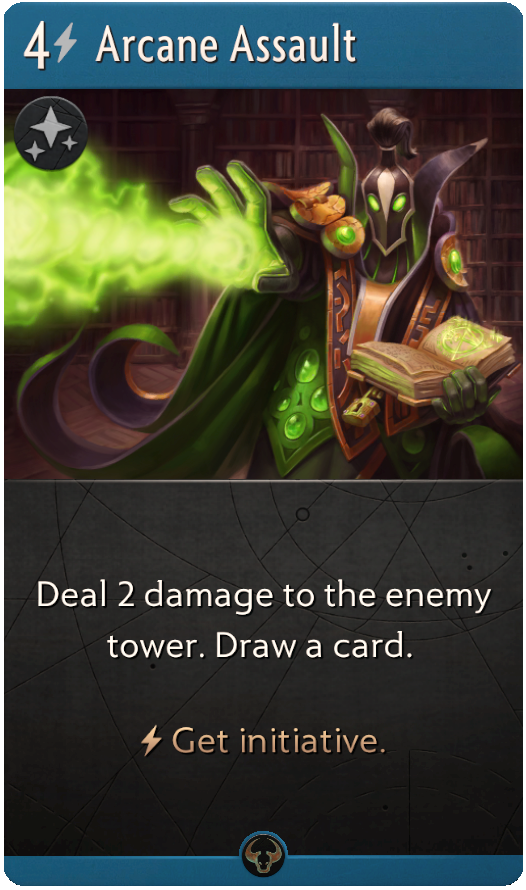 4 Arcane Assault
Deal 2 damage to the enemy
tower. Draw a card.
Get initiative.